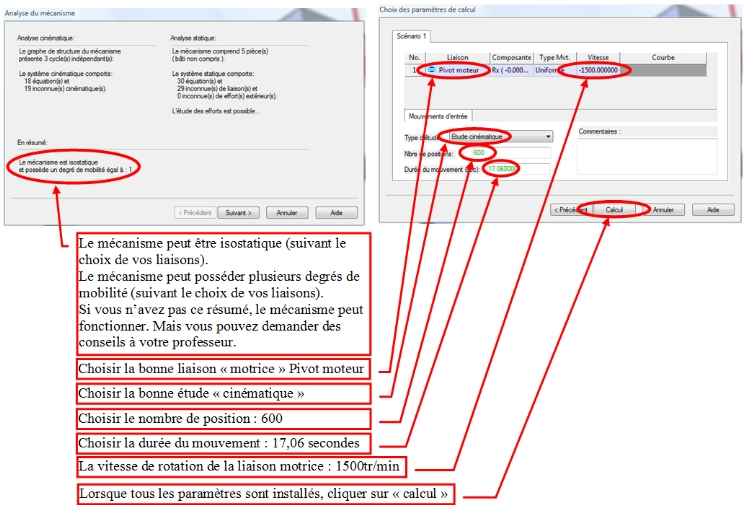 Analyse du mécanisme
Analyse cinématique:
Le graphe de structure du mécanisme
présente 3 cycle(s) indépendant(s):
Le système cinématique comporte:
18 équation(s) et
19 inconnue(s) cinématique(s).
Analyse statique:
Le mécanisme comprend 5 pièce(s)
( bâti non compris ).
Le système statique comporte:
30 équation(s) et
29 inconnue(s) de liaison(s) et
0 inconnue(s) de effort(s) extérieur(s).
L'étude des efforts est possible...
En résumé:
Le mécanisme est isostatique
et possède un degré de mobilité égal à : 1
< Précédent Suivant > Annuler Aide
Choix des paramètres de calcul
Scénario 1
No. Liaison Composante Type Mvt. Vitesse Courbe
1 Pivot moteur Rx ( -0.000... Uniforme -1500.000000
Mouvements d'entrée
Type d'étude: Etude cinématique
Nbre de positions: 600
Durée du mouvement (sec): 17.060000
Commentaires :
< Précédent Calcul Annuler Aide
Le mécanisme peut être isostatique (suivant le
choix de vos liaisons).
Le mécanisme peut posséder plusieurs degrés de
mobilité (suivant le choix de vos liaisons).
Si vous n'avez pas ce résumé, le mécanisme peut
fonctionner. Mais vous pouvez demander des
conseils à votre professeur.
Choisir la bonne liaison « motrice » Pivot moteur
Choisir la bonne étude « cinématique »
Choisir le nombre de position : 600
Choisir la durée du mouvement : 17,06 secondes
La vitesse de rotation de la liaison motrice : 1500tr/min
Lorsque tous les paramètres sont installés, cliquer sur « calcul »